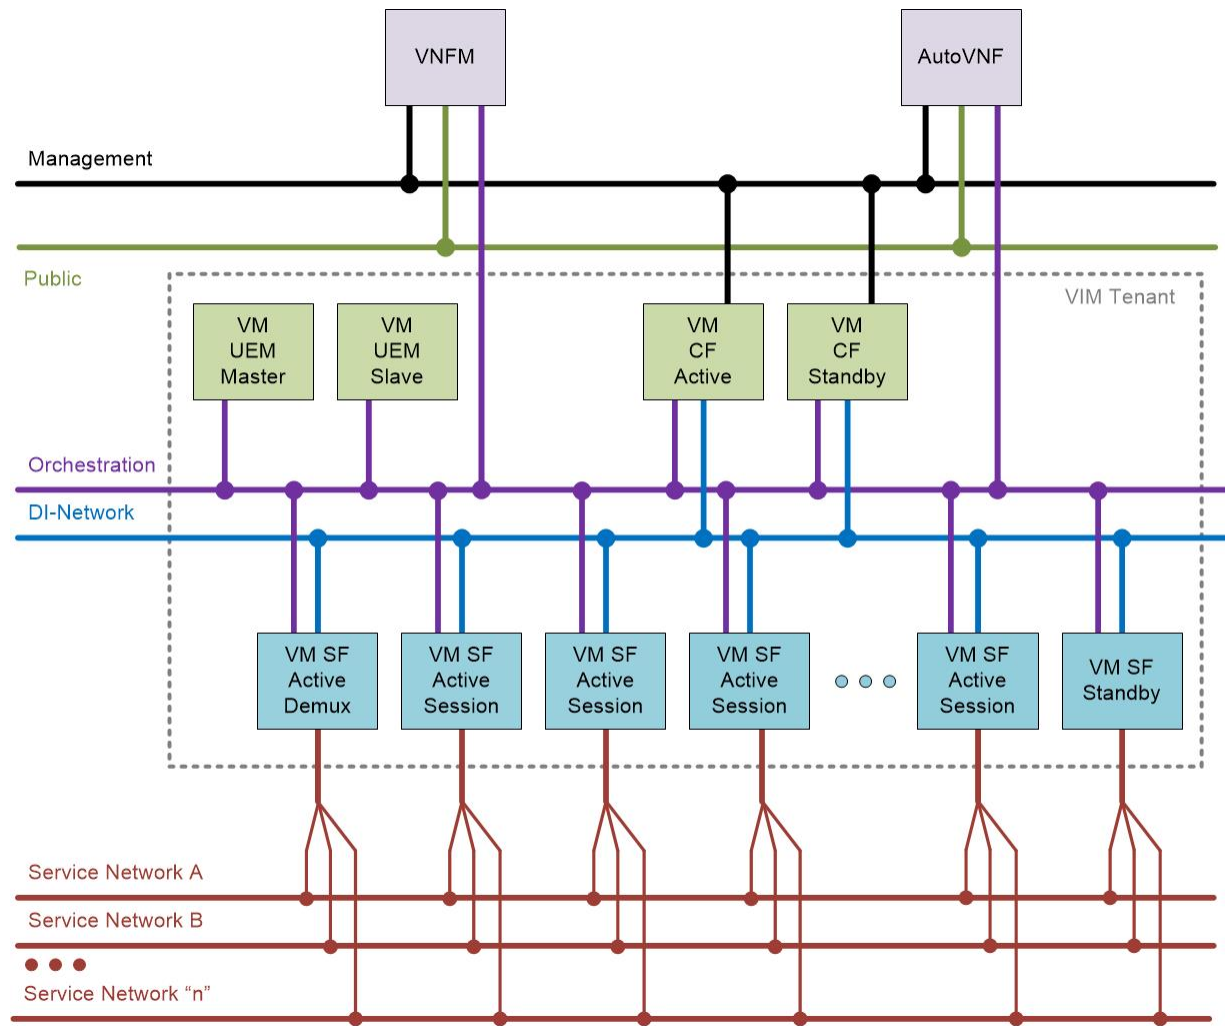 VNFM
AutoVNF
Management
Public
VIM Tenant
VM
UEM
Master
VM
UEM
Slave
VM
CF
Active
VM
CF
Standby
Orchestration
DI-Network
VM SF
Active
Demux
VM SF
Active
Session
VM SF
Active
Session
VM SF
Active
Session
VM SF
Active
Session
VM SF
Standby
Service Network A
Service Network B
Service Network “n”